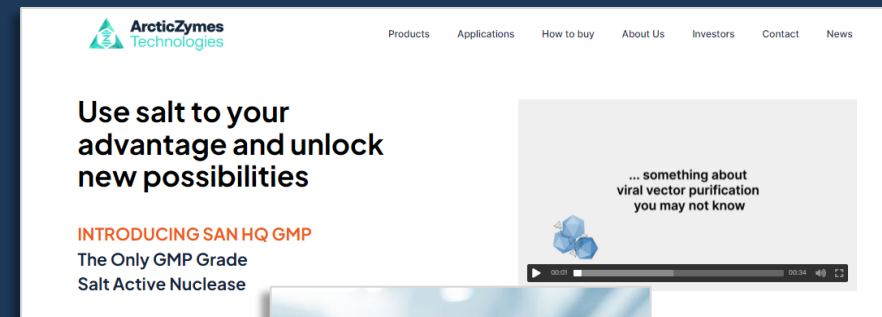 ArcticZymes
Technologies
Products Applications How to buy About Us Investors Contact News
Use salt to your
advantage and unlock
new possibilities
INTRODUCING SAN HQ GMP
The Only GMP Grade
Salt Active Nuclease
... something about
viral vector purification
you may not know
00:01 00:34